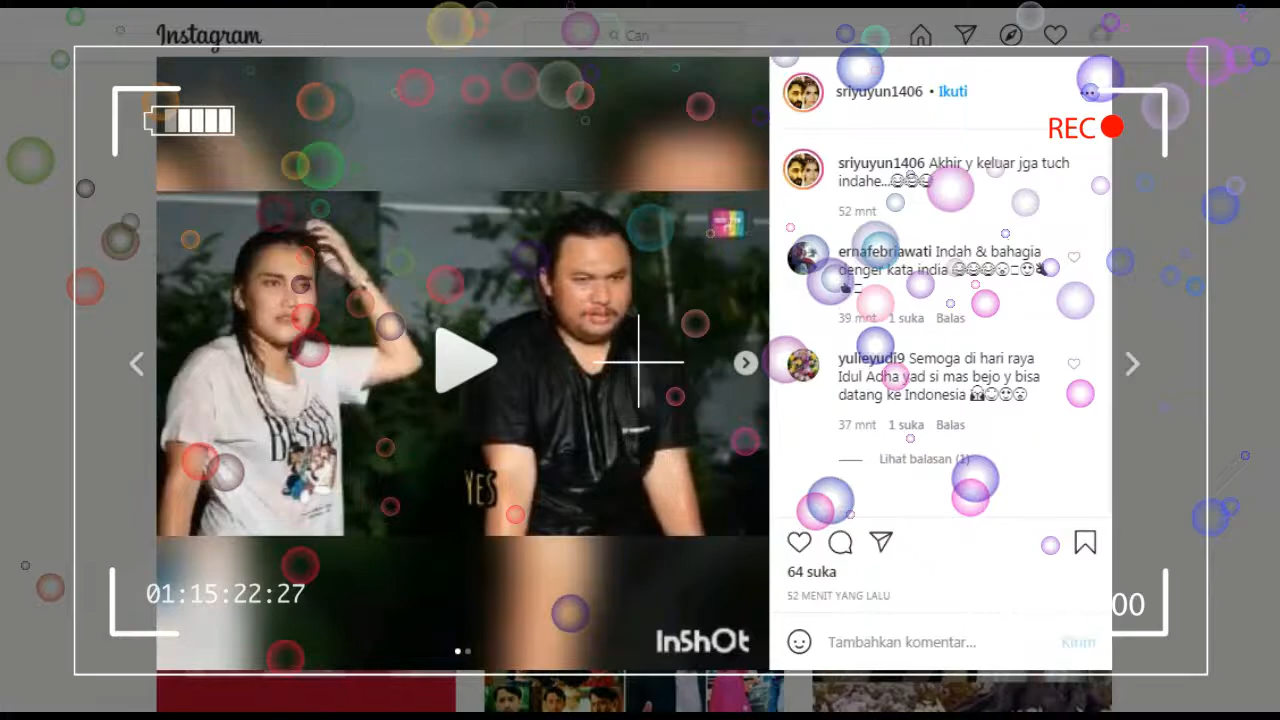 Instagram
Can
sriyuyun1406 • Ikuti
REC
sriyuyun1406 Akhir y keluar jga tuch
indahe...
52 mnt
ernafebriawati Indah & bahagia
denger kata india
39 mnt 1 suka Balas
yulieyudi9 Semoga di hari raya
Idul Adha yad si mas bejo y bisa
datang ke Indonesia
37 mnt 1 suka Balas
Lihat balasan (1)
YES
64 suka
52 MENIT YANG LALU
01:15:22:27
00
InShOt
Tambahkan komentar...
Kirim